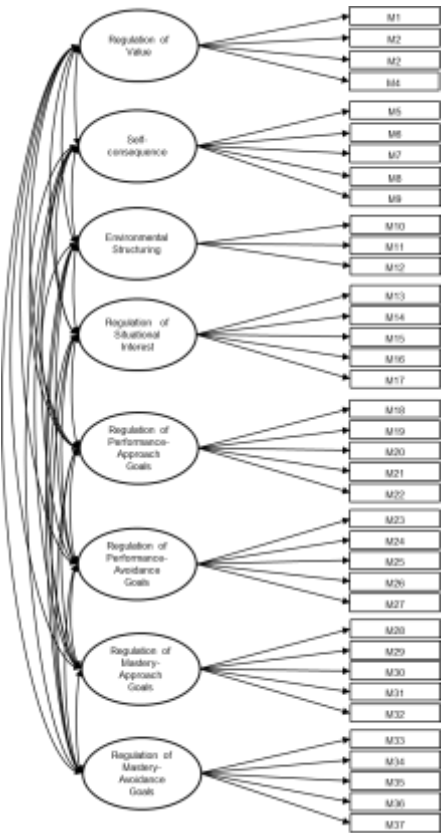 Regulation of
Value
M1
M2
M2
M4
Self-
consequence
M5
M6
M7
M8
M9
Environmental
Structuring
M10
M11
M12
Regulation of
Situational
Interest
M13
M14
M15
M16
M17
Regulation of
Performance-
Approach
Goals
M18
M19
M20
M21
M22
Regulation of
Performance-
Avoidance
Goals
M23
M24
M25
M26
M27
Regulation of
Mastery-
Approach
Goals
M28
M29
M30
M31
M32
Regulation of
Mastery-
Avoidance
Goals
M33
M34
M35
M36
M37